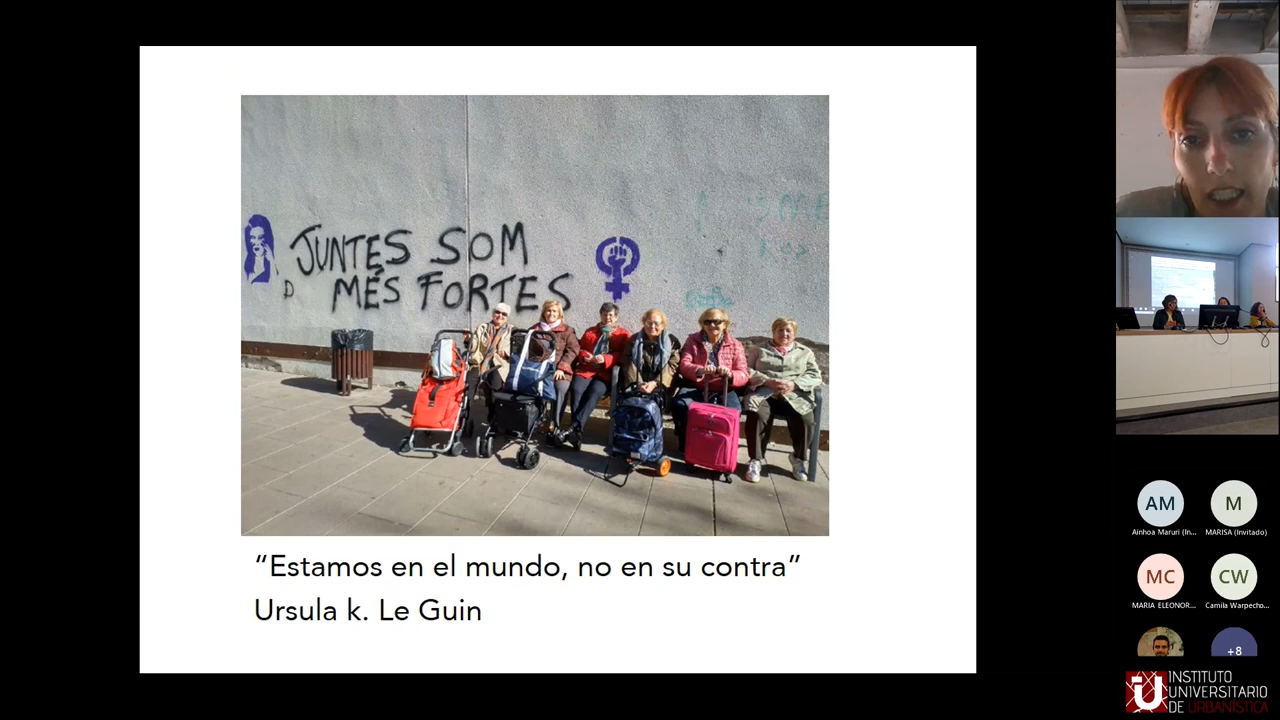 JUNTES SOM
MÉS FORTES
D
“Estamos en el mundo, no en su contra”
Ursula k. Le Guin
AM
M
Ainhoa Maruri (In...
MARISA (Invitado)
MC
CW
MARIA ELEONOR...
Camila Warpecho...
+8
INSTITUTO
UNIVERSITARIO
DE URBANÍSTICA